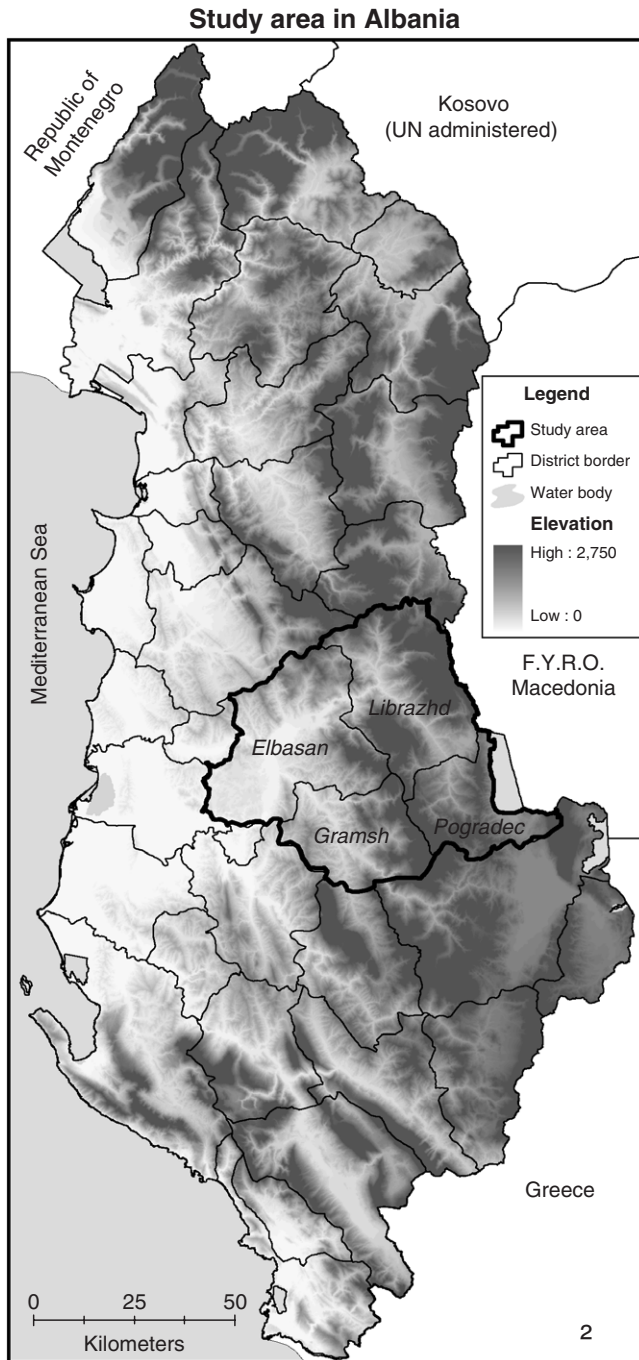 Study area in Albania
Republic of
Montenegro
Kosovo
(UN administered)
Legend
Study area
District border
Water body
Elevation
High : 2,750
Low : 0
Mediterranean Sea
F.Y.R.O.
Macedonia
Librazhd
Elbasan
Gramsh
Pogradec
Greece
0 25 50
Kilometers
2